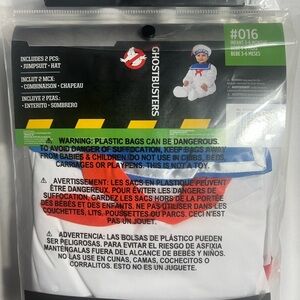 #016
INCLUDES 2 PCS:
• JUMPSUIT • HAT
INCLUT 2 MCX:
• COMBINAISON • CHAPEAU
INCLUYE 2 PZAS:
• ENTERITO • SOMBRERO
GHOSTBUSTERS
⚠ WARNING: PLASTIC BAGS CAN BE DANGEROUS.
TO AVOID DANGER OF SUFFOCATION, KEEP BAGS AWAY
FROM BABIES & CHILDREN. DO NOT USE IN CRIBS, BEDS,
CARRIAGES OR PLAYPENS. THIS IS NOT A TOY.
⚠ AVERTISSEMENT: LES SACS EN PLASTIQUE PEUVENT
ÊTRE DANGEREUX. POUR ÉVITER LES DANGERS DE
SUFFOCATION, GARDEZ LES SACS HORS DE LA PORTÉE
DES BÉBÉS ET DES ENFANTS. NE PAS UTILISER DANS LES
COUCHETTES, LITS, POUSSETTES OU PARCS. CECI N'EST
PAS UN JOUET.
⚠ ADVERTENCIA: LAS BOLSAS DE PLÁSTICO PUEDEN
SER PELIGROSAS. PARA EVITAR EL RIESGO DE ASFIXIA
MANTÉNGALAS FUERA DEL ALCANCE DE BEBÉS Y NIÑOS.
NO LAS USE EN CUNAS, CAMAS, COCHECITOS O
CORRALITOS. ESTO NO ES UN JUGUETE.